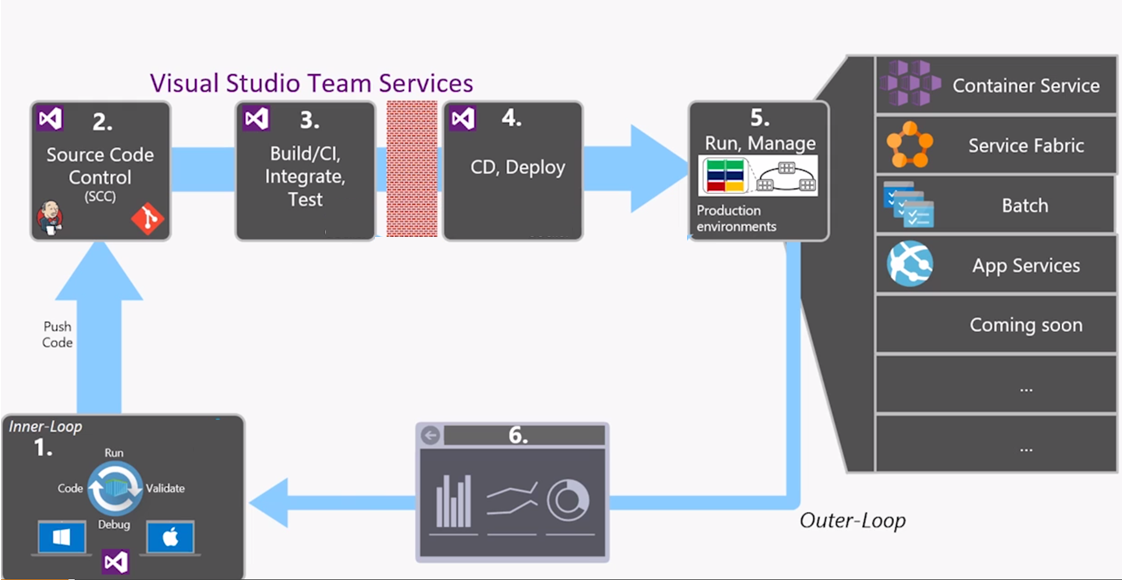 Visual Studio Team Services
2.
Source Code
Control
(SCC)
3.
Build/CI,
Integrate,
Test
4.
CD, Deploy
5.
Run, Manage
Production
environments
Container Service
Service Fabric
Batch
App Services
Coming soon
...
...
Push
Code
Inner-Loop
1.
Run
Code
Validate
Debug
6.
Outer-Loop